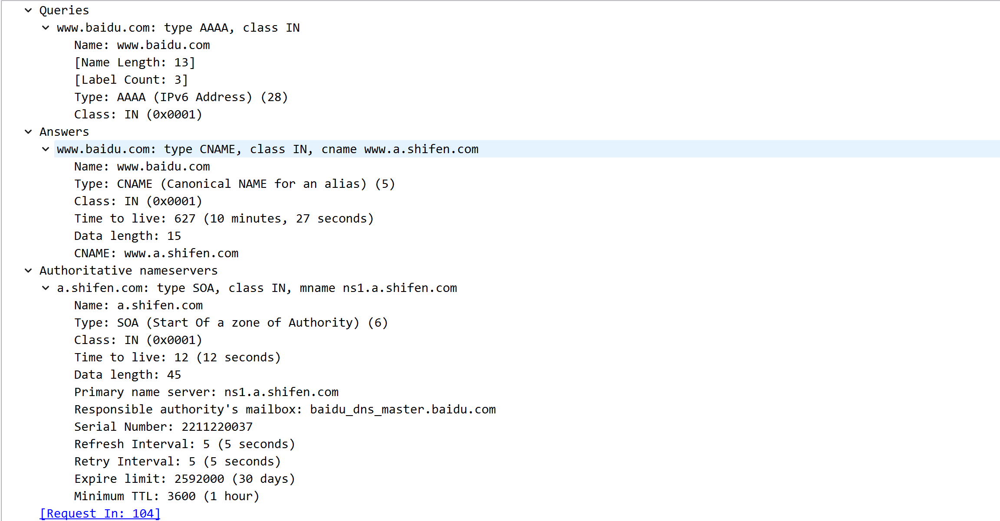 Queries
www.baidu.com: type AAAA, class IN
Name: www.baidu.com
[Name Length: 13]
[Label Count: 3]
Type: AAAA (IPv6 Address) (28)
Class: IN (0x0001)
Answers
www.baidu.com: type CNAME, class IN, cname www.a.shifen.com
Name: www.baidu.com
Type: CNAME (Canonical NAME for an alias) (5)
Class: IN (0x0001)
Time to live: 627 (10 minutes, 27 seconds)
Data length: 15
CNAME: www.a.shifen.com
Authoritative nameservers
a.shifen.com: type SOA, class IN, mname ns1.a.shifen.com
Name: a.shifen.com
Type: SOA (Start Of a zone of Authority) (6)
Class: IN (0x0001)
Time to live: 12 (12 seconds)
Data length: 45
Primary name server: ns1.a.shifen.com
Responsible authority's mailbox: baidu_dns_master.baidu.com
Serial Number: 2211220037
Refresh Interval: 5 (5 seconds)
Retry Interval: 5 (5 seconds)
Expire limit: 2592000 (30 days)
Minimum TTL: 3600 (1 hour)
[Request In: 104]